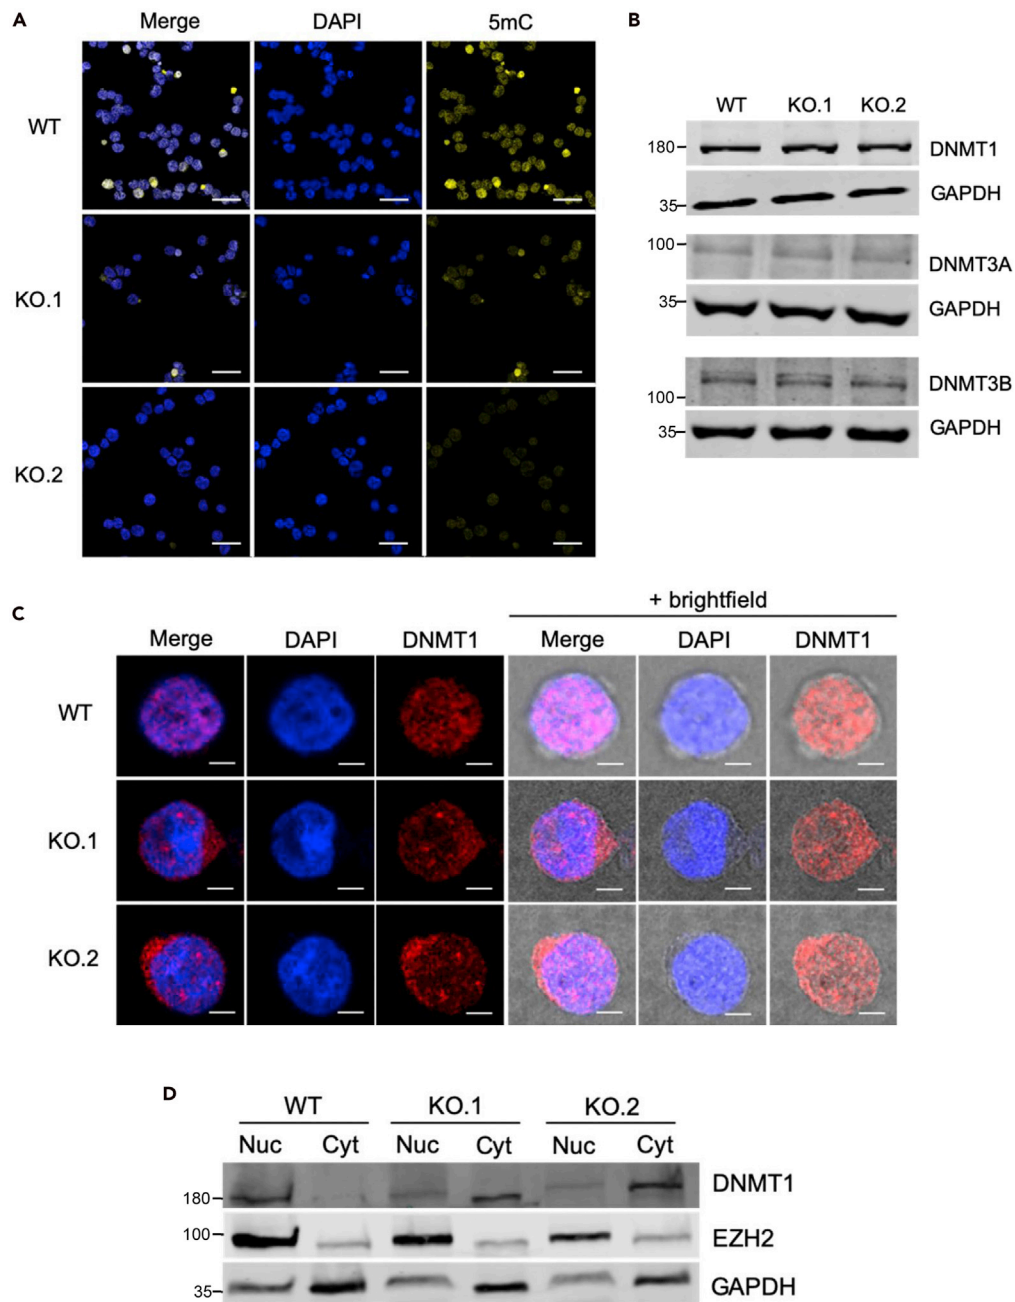 A
Merge DAPI 5mC
WT
KO.1
KO.2
B
WT KO.1 KO.2
180 DNMT1
35 GAPDH
100 DNMT3A
35 GAPDH
100 DNMT3B
35 GAPDH
C
+ brightfield
Merge DAPI DNMT1 Merge DAPI DNMT1
WT
KO.1
KO.2
D
WT KO.1 KO.2
Nuc Cyt Nuc Cyt Nuc Cyt
180 DNMT1
100 EZH2
35 GAPDH